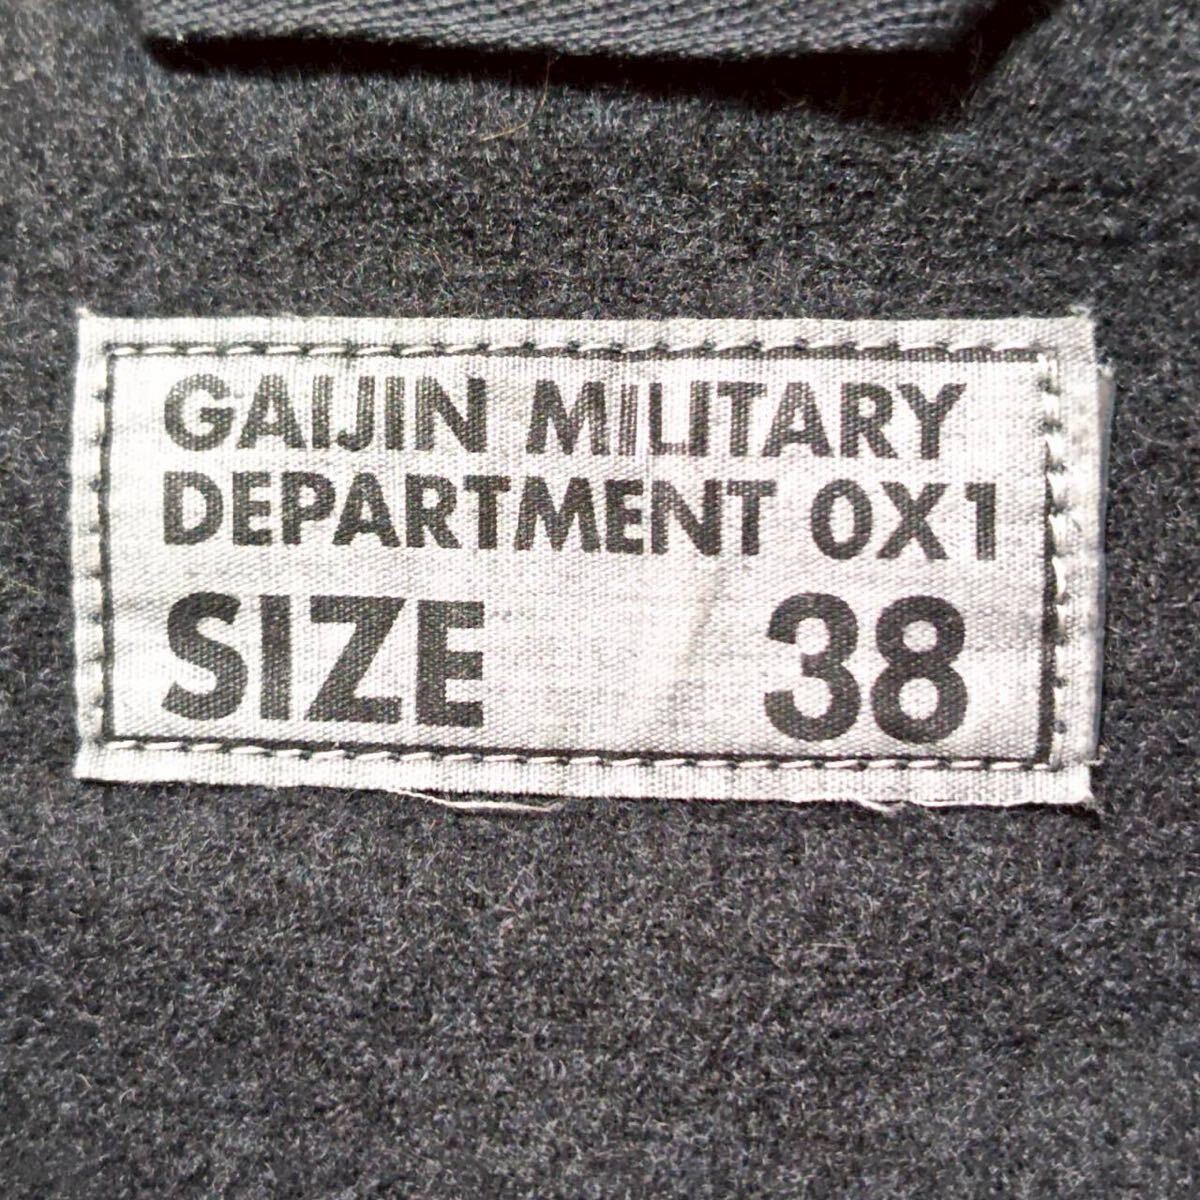 GAIJIN MILITARY
DEPARTMENT 0X1
SIZE 38